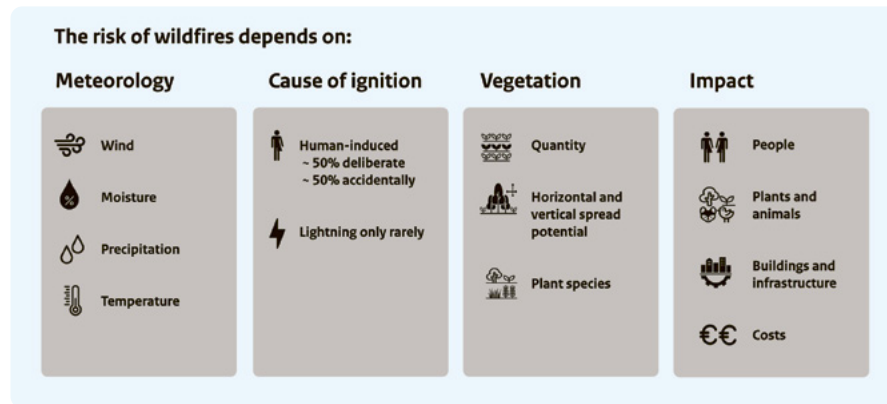 The risk of wildfires depends on:
Meteorology
Wind
Moisture
Precipitation
Temperature
Cause of ignition
Human-induced
~ 50% deliberate
~ 50% accidentally
Lightning only rarely
Vegetation
Quantity
Horizontal and
vertical spread
potential
Plant species
Impact
People
Plants and
animals
Buildings and
infrastructure
€€ Costs